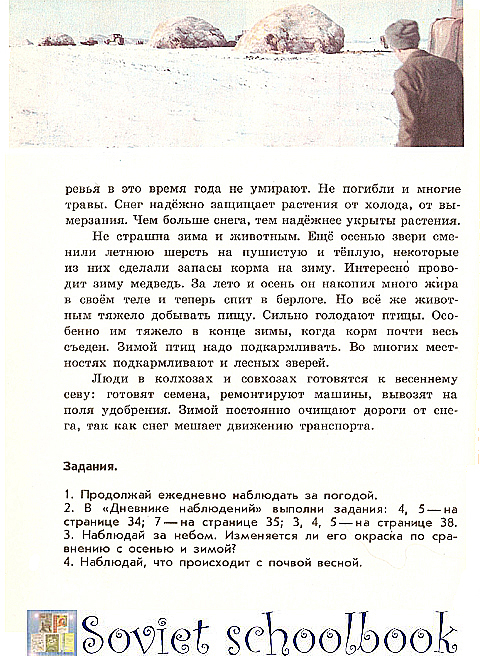 ревья в это время года не умирают. Не погибли и многие
травы. Снег надёжно защищает растения от холода, от вы-
мерзания. Чем больше снега, тем надёжнее укрыты растения.
Не страшна зима и животным. Ещё осенью звери сме-
нили летнюю шерсть на пушистую и тёплую, некоторые
из них сделали запасы корма на зиму. Интересно прово-
дит зиму медведь. За лето и осень он накопил много жира
в своём теле и теперь спит в берлоге. Но всё же живот-
ным тяжело добывать пищу. Сильно голодают птицы. Осо-
бенно им тяжело в конце зимы, когда корм почти весь
съеден. Зимой птиц надо подкармливать. Во многих мест-
ностях подкармливают и лесных зверей.
Люди в колхозах и совхозах готовятся к весеннему
севу: готовят семена, ремонтируют машины, вывозят на
поля удобрения. Зимой постоянно очищают дороги от сне-
га, так как снег мешает движению транспорта.
Задания.
1. Продолжай ежедневно наблюдать за погодой.
2. В «Дневнике наблюдений» выполни задания: 4, 5 — на
странице 34; 7 — на странице 35; 3, 4, 5 — на странице 38.
3. Наблюдай за небом. Изменяется ли его окраска по сра-
внению с осенью и зимой?
4. Наблюдай, что происходит с почвой весной.
Soviet schoolbook